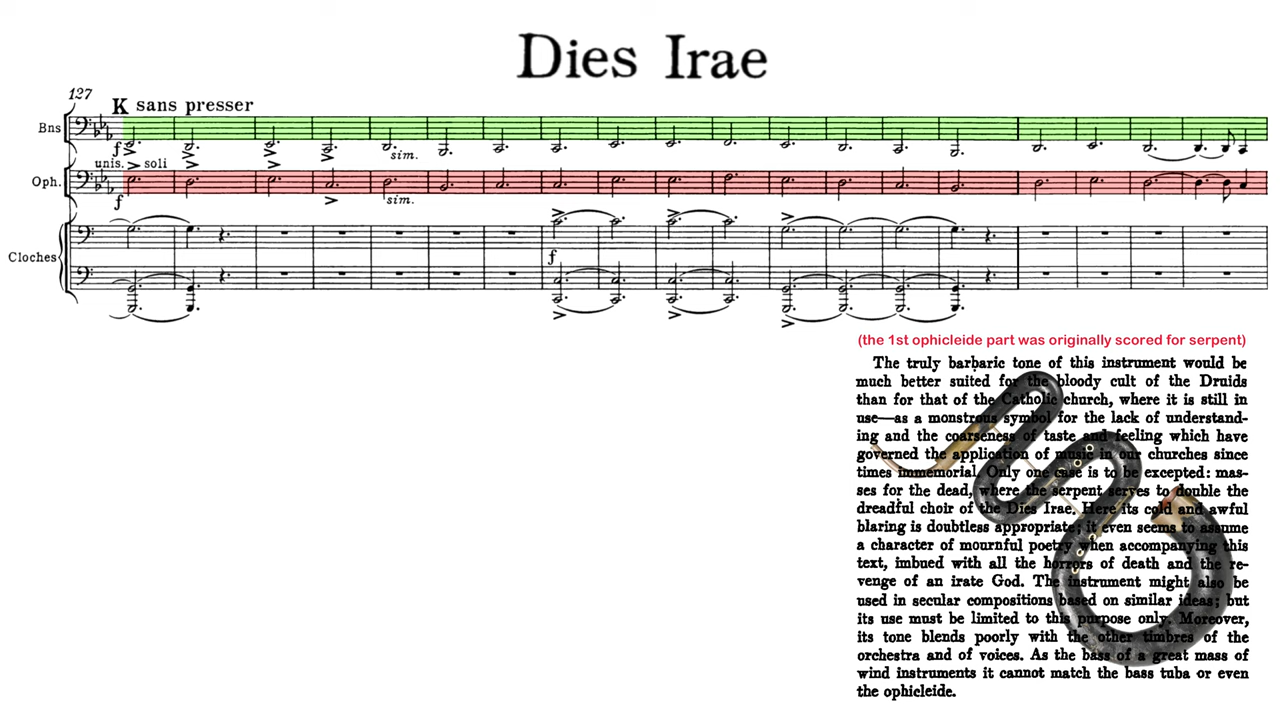 Dies Irae
127
K sans presser
Bns
f
sim.
unis. soli
Oph.
f
sim.
Cloches
f
(the 1st ophicleide part was originally scored for serpent)
The truly barbaric tone of this instrument would be
much better suited for the bloody cult of the Druids
than for that of the Catholic church, where it is still in
use—as a monstrous symbol for the lack of understand-
ing and the coarseness of taste and feeling which have
governed the application of music in our churches since
times immemorial. Only one case is to be excepted: mas-
ses for the dead, where the serpent serves to double the
dreadful choir of the Dies Irae. Here its cold and awful
blaring is doubtless appropriate; it even seems to assume
a character of mournful poetry when accompanying this
text, imbued with all the horrors of death and the re-
venge of an irate God. The instrument might also be
used in secular compositions based on similar ideas; but
its use must be limited to this purpose only. Moreover,
its tone blends poorly with the other timbres of the
orchestra and of voices. As the bass of a great mass of
wind instruments it cannot match the bass tuba or even
the ophicleide.